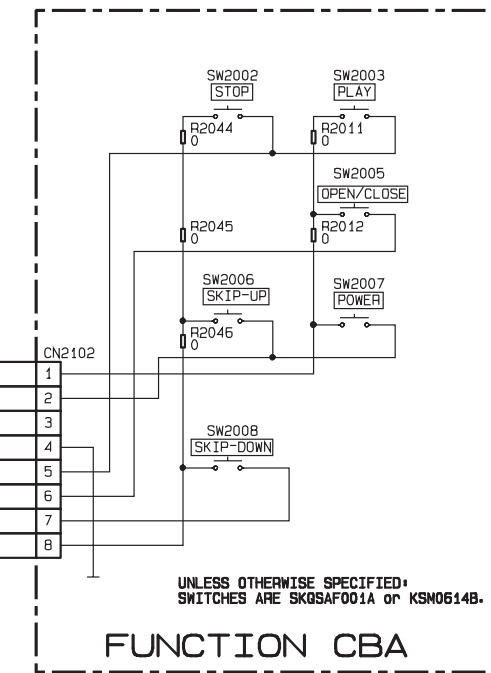 SW2002
STOP
SW2003
PLAY
R2044
0
R2011
0
SW2005
OPEN/CLOSE
R2045
0
R2012
0
SW2006
SKIP-UP
SW2007
POWER
R2046
0
CN2102
1
2
3
4
5
6
7
8
SW2008
SKIP-DOWN
UNLESS OTHERWISE SPECIFIED:
SWITCHES ARE SKQSAF001A or KSM0614B.
FUNCTION CBA